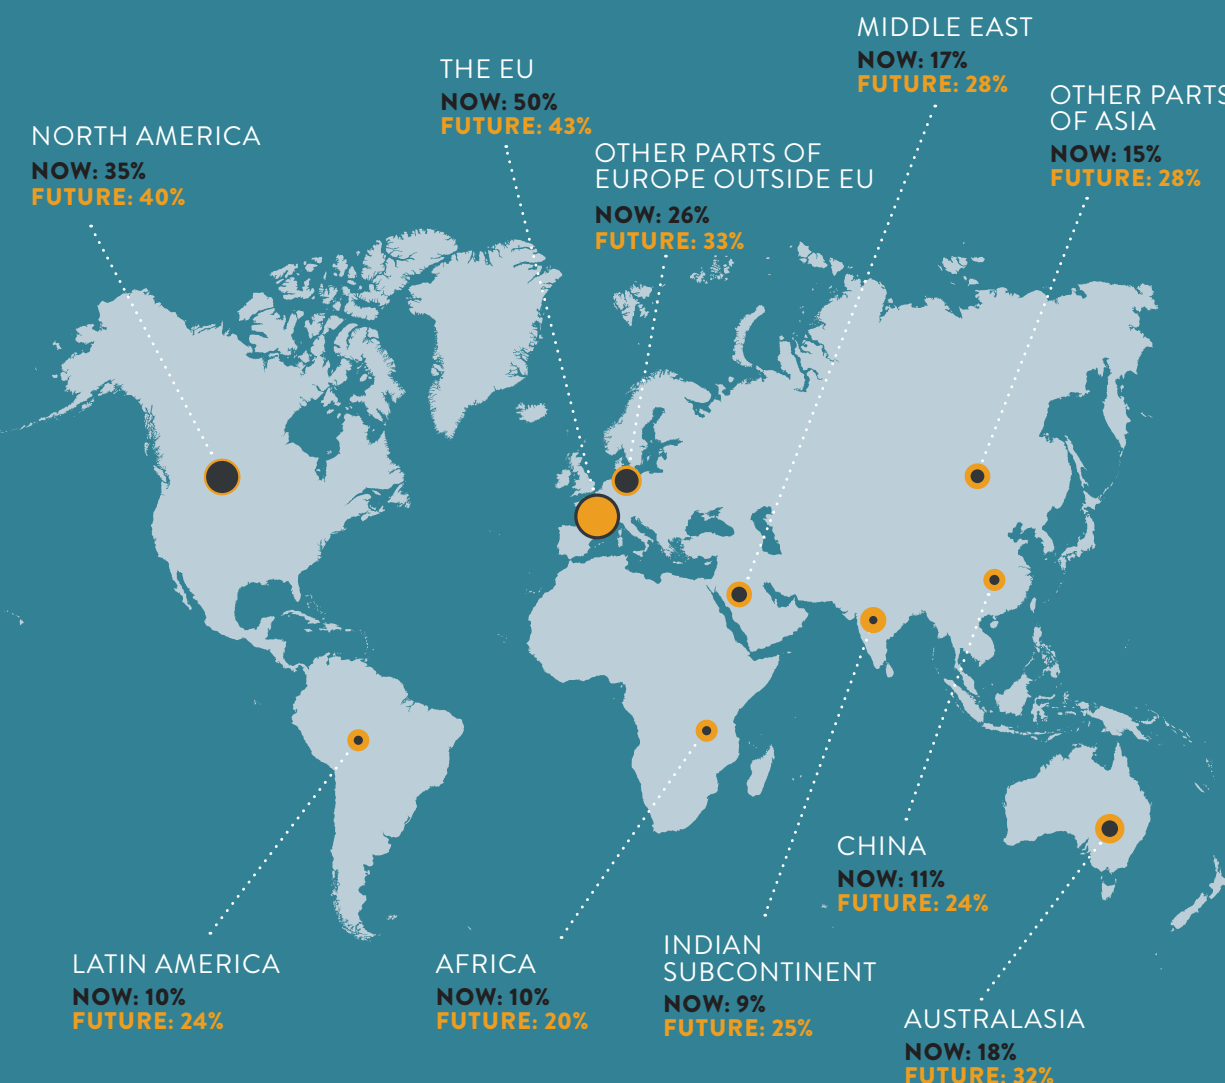 MIDDLE EAST
NOW: 17%
FUTURE: 28%
THE EU
NOW: 50%
FUTURE: 43%
OTHER PARTS
OF ASIA
NOW: 15%
FUTURE: 28%
NORTH AMERICA
NOW: 35%
FUTURE: 40%
OTHER PARTS OF
EUROPE OUTSIDE EU
NOW: 26%
FUTURE: 33%
CHINA
NOW: 11%
FUTURE: 24%
LATIN AMERICA
NOW: 10%
FUTURE: 24%
AFRICA
NOW: 10%
FUTURE: 20%
INDIAN
SUBCONTINENT
NOW: 9%
FUTURE: 25%
AUSTRALASIA
NOW: 18%
FUTURE: 32%